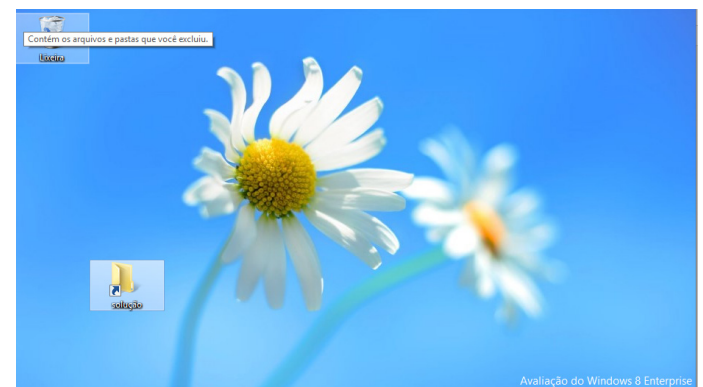 Contém os arquivos e pastas que você excluiu.
Lixeira
solução
Avaliação do Windows 8 Enterprise